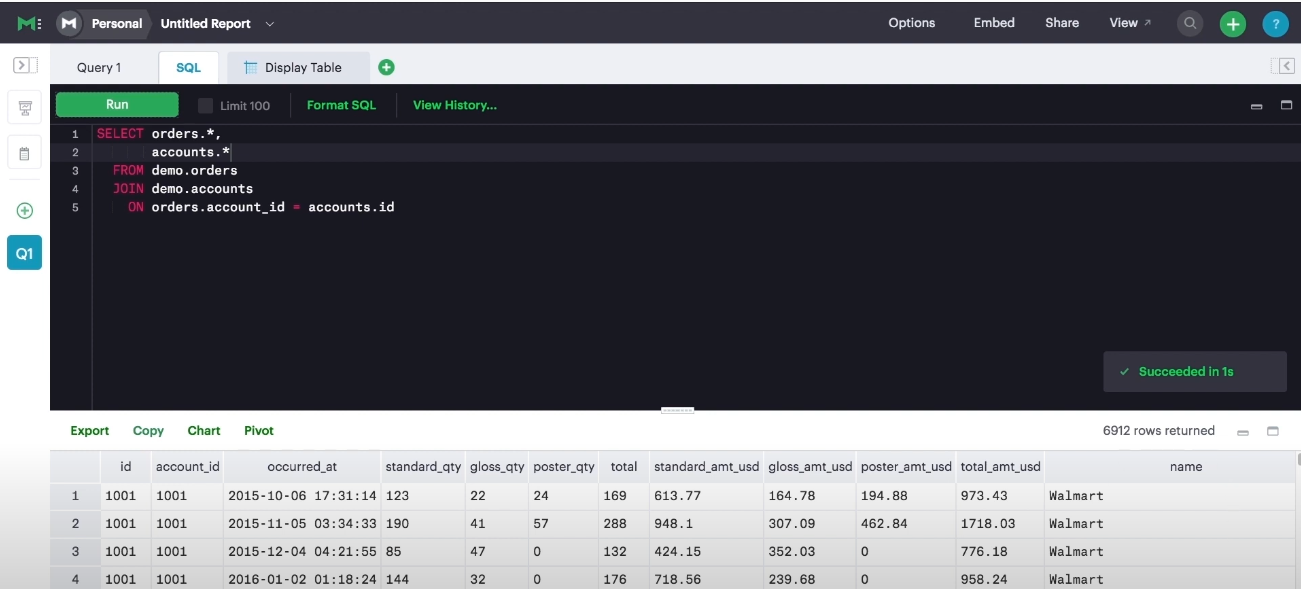 Personal Untitled Report Options Embed Share View ?
Query 1 SQL Display Table
Run Limit 100 Format SQL View History...
1 SELECT orders.*,
2 accounts.*
3 FROM demo.orders
4 JOIN demo.accounts
5 ON orders.account_id = accounts.id
Q1
Succeeded in 1s
Export Copy Chart Pivot 6912 rows returned
id account_id occurred_at standard_qty gloss_qty poster_qty total standard_amt_usd gloss_amt_usd poster_amt_usd total_amt_usd name
1 1001 1001 2015-10-06 17:31:14 123 22 24 169 613.77 164.78 194.88 973.43 Walmart
2 1001 1001 2015-11-05 03:34:33 190 41 57 288 948.1 307.09 462.84 1718.03 Walmart
3 1001 1001 2015-12-04 04:21:55 85 47 0 132 424.15 352.03 0 776.18 Walmart
4 1001 1001 2016-01-02 01:18:24 144 32 0 176 718.56 239.68 0 958.24 Walmart